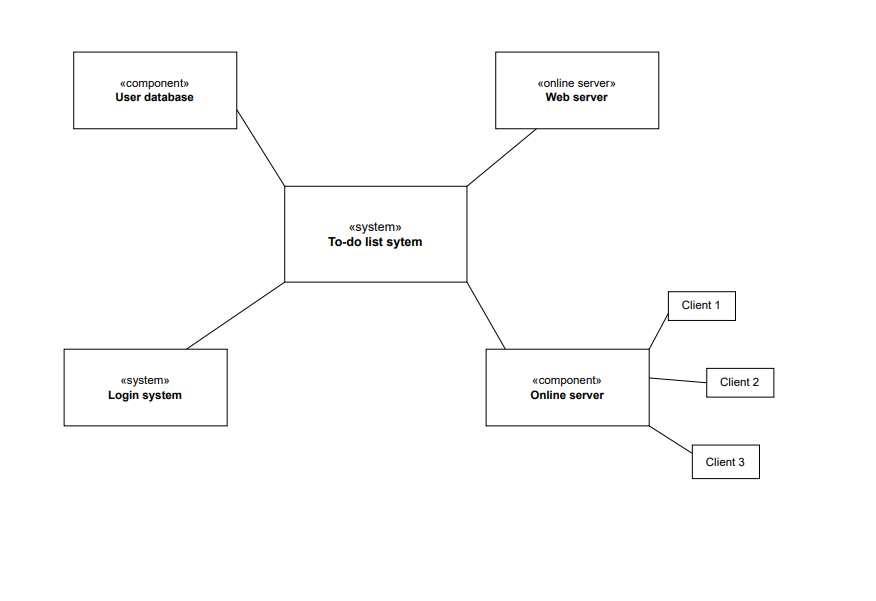 «component»
User database
«online server»
Web server
«system»
To-do list sytem
Client 1
«system»
Login system
«component»
Online server
Client 2
Client 3